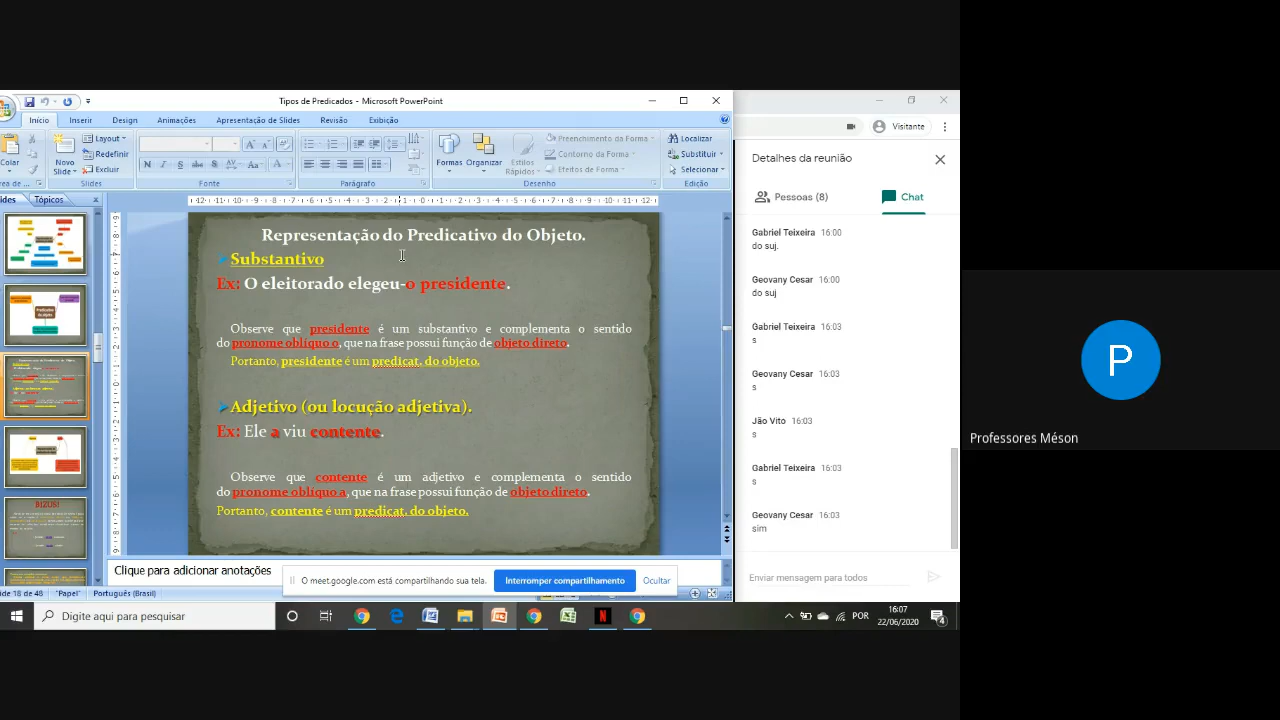 Tipos de Predicados - Microsoft PowerPoint
Início Inserir Design Animações Apresentação de Slides Revisão Exibição
Colar
Novo Slide
Layout
Redefinir
Excluir
Slides
Fonte
Parágrafo
Formas Organizar Estilos Rápidos
Preenchimento da Forma
Contorno da Forma
Efeitos de Forma
Desenho
Localizar
Substituir
Selecionar
Edição
Tópicos
Representação do Predicativo do Objeto.
Substantivo
Ex: O eleitorado elegeu-o presidente.
Observe que presidente é um substantivo e complementa o sentido
do pronome oblíquo o, que na frase possui função de objeto direto.
Portanto, presidente é um predicat. do objeto.
Adjetivo (ou locução adjetiva).
Ex: Ele a viu contente.
Observe que contente é um adjetivo e complementa o sentido
do pronome oblíquo a, que na frase possui função de objeto direto.
Portanto, contente é um predicat. do objeto.
BIZUS!
Clique para adicionar anotações
O meet.google.com está compartilhando sua tela. Interromper compartilhamento Ocultar
de 18 de 48 "Papel" Português (Brasil)
Digite aqui para pesquisar
POR
16:07
22/06/2020
4
Visitante
Detalhes da reunião
Pessoas (8) Chat
Gabriel Teixeira 16:00
do suj.
Geovany Cesar 16:00
do suj
Gabriel Teixeira 16:03
s
Geovany Cesar 16:03
s
Jão Vito 16:03
s
Gabriel Teixeira 16:03
s
Geovany Cesar 16:03
sim
Enviar mensagem para todos
P
Professores Méson